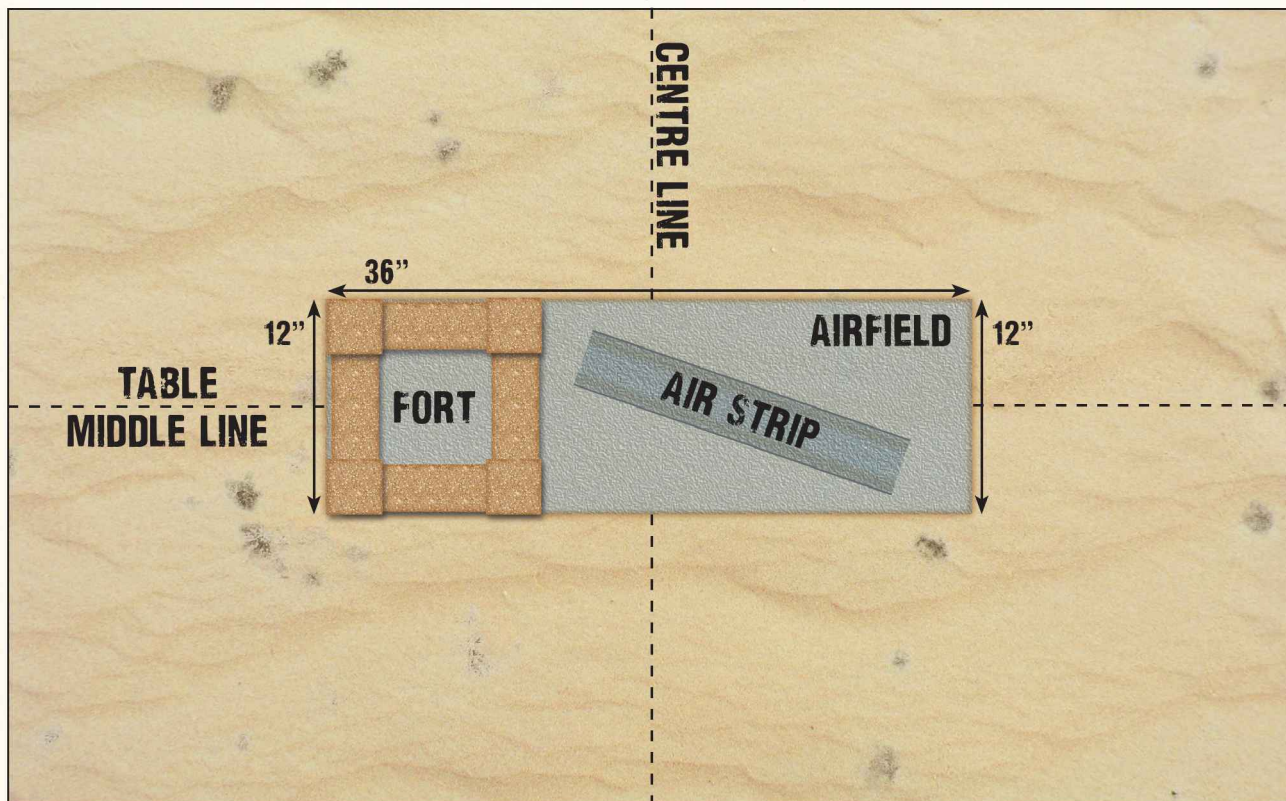 CENTRE LINE
36”
12”
AIRFIELD
12”
TABLE
MIDDLE LINE
FORT
AIR STRIP